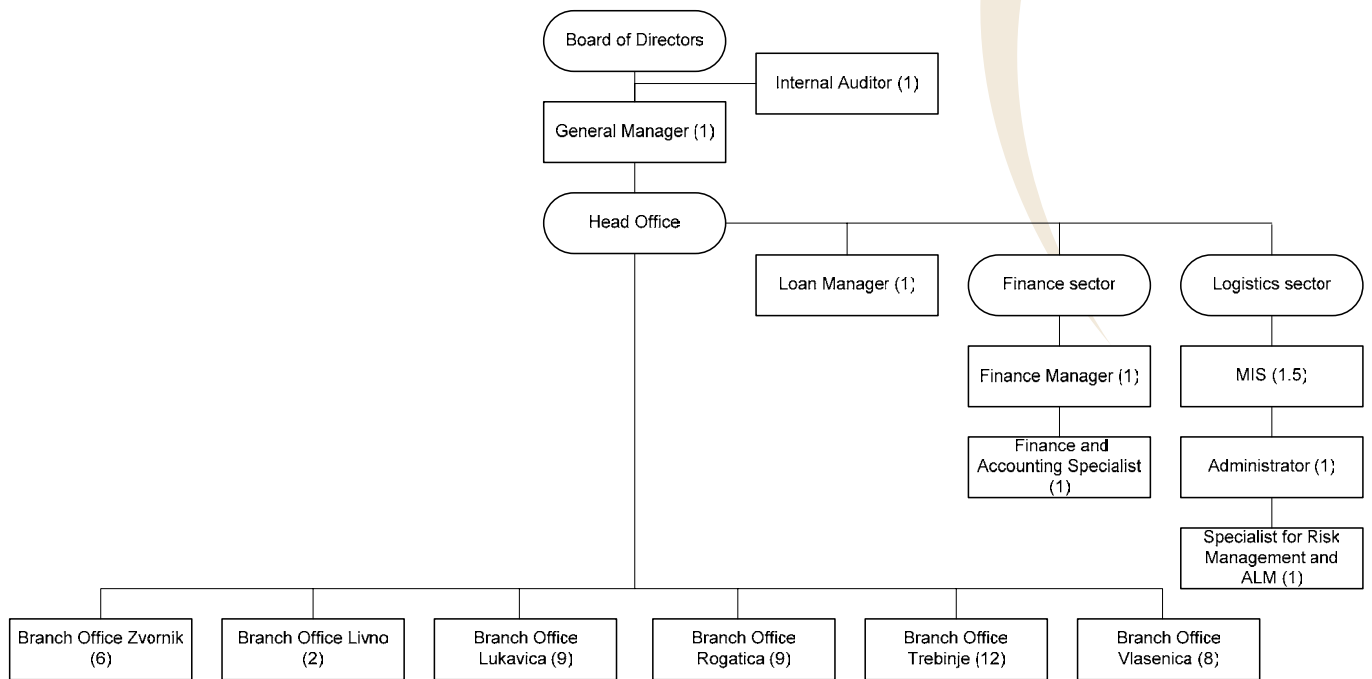 Board of Directors
Internal Auditor (1)
General Manager (1)
Head Office
Loan Manager (1)
Finance sector
Logistics sector
Finance Manager (1)
MIS (1.5)
Finance and
Accounting Specialist
(1)
Administrator (1)
Specialist for Risk
Management and
ALM (1)
Branch Office Zvornik
(6)
Branch Office Livno
(2)
Branch Office
Lukavica (9)
Branch Office
Rogatica (9)
Branch Office
Trebinje (12)
Branch Office
Vlasenica (8)